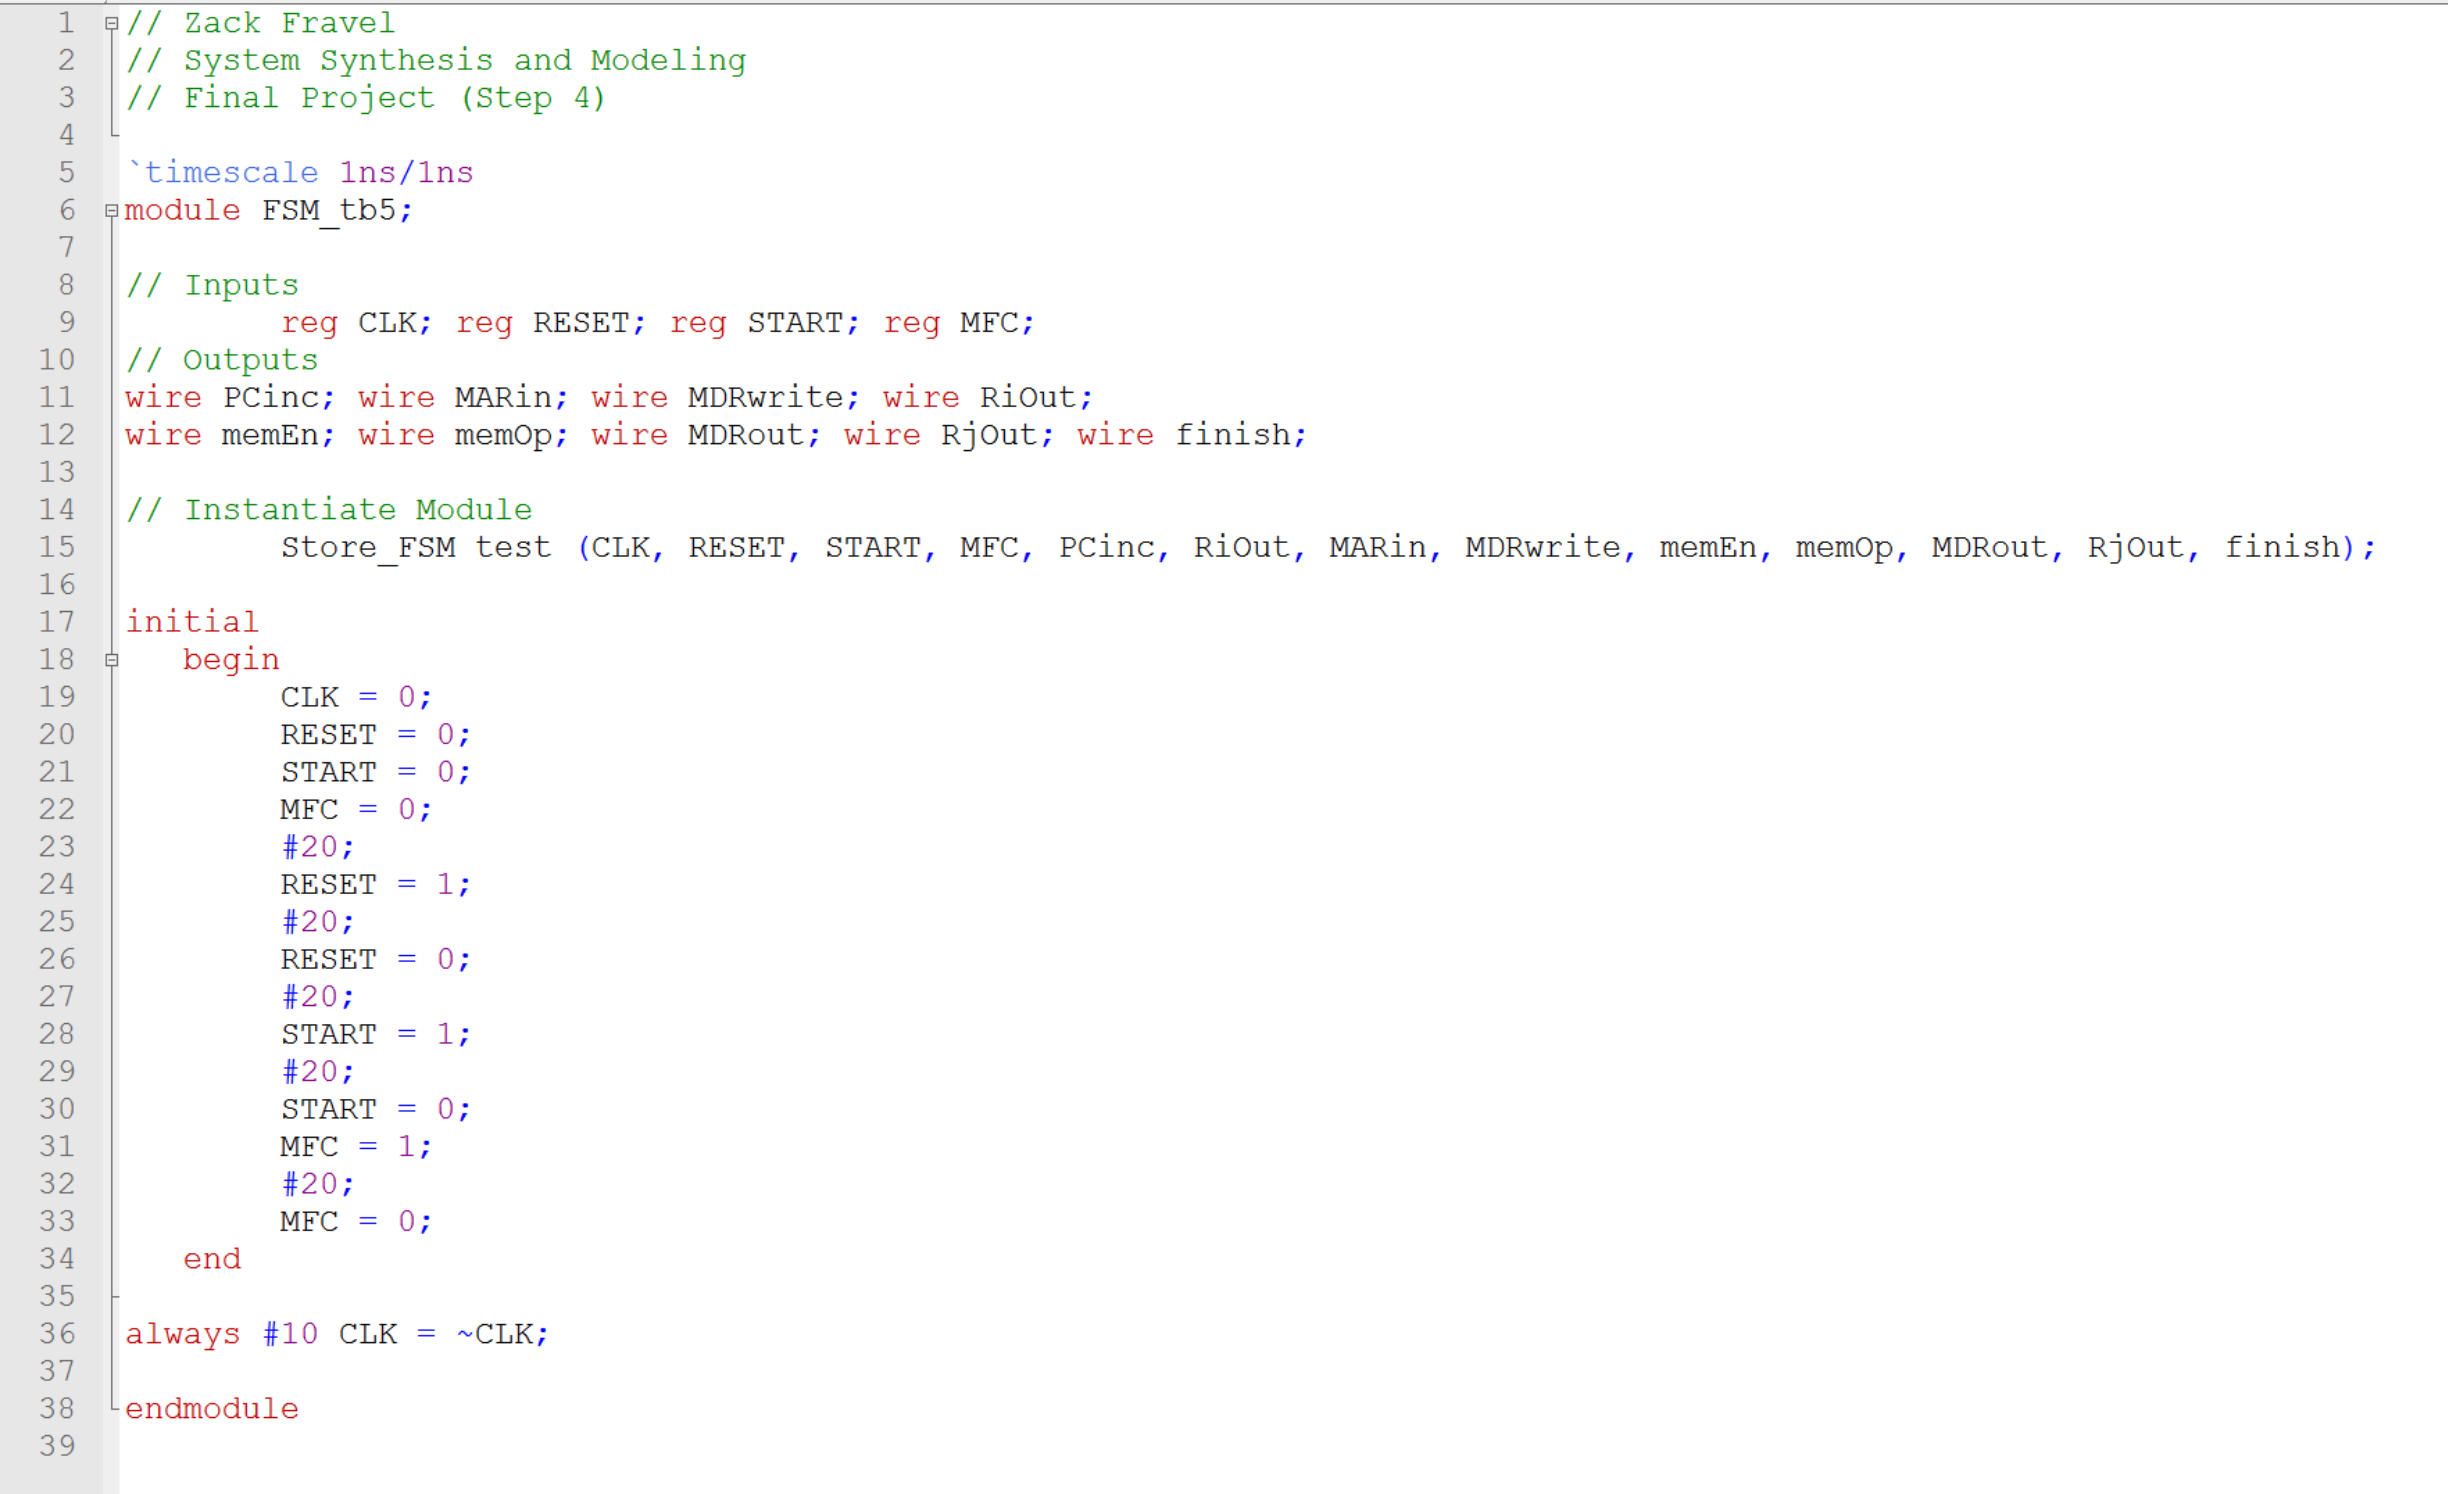 1 // Zack Fravel
2 // System Synthesis and Modeling
3 // Final Project (Step 4)
4
5 `timescale 1ns/1ns
6 module FSM_tb5;
7
8 // Inputs
9 reg CLK; reg RESET; reg START; reg MFC;
10 // Outputs
11 wire PCinc; wire MARin; wire MDRwrite; wire RiOut;
12 wire memEn; wire memOp; wire MDRout; wire RjOut; wire finish;
13
14 // Instantiate Module
15 Store_FSM test (CLK, RESET, START, MFC, PCinc, RiOut, MARin, MDRwrite, memEn, memOp, MDRout, RjOut, finish);
16
17 initial
18 begin
19 CLK = 0;
20 RESET = 0;
21 START = 0;
22 MFC = 0;
23 #20;
24 RESET = 1;
25 #20;
26 RESET = 0;
27 #20;
28 START = 1;
29 #20;
30 START = 0;
31 MFC = 1;
32 #20;
33 MFC = 0;
34 end
35
36 always #10 CLK = ~CLK;
37
38 endmodule
39